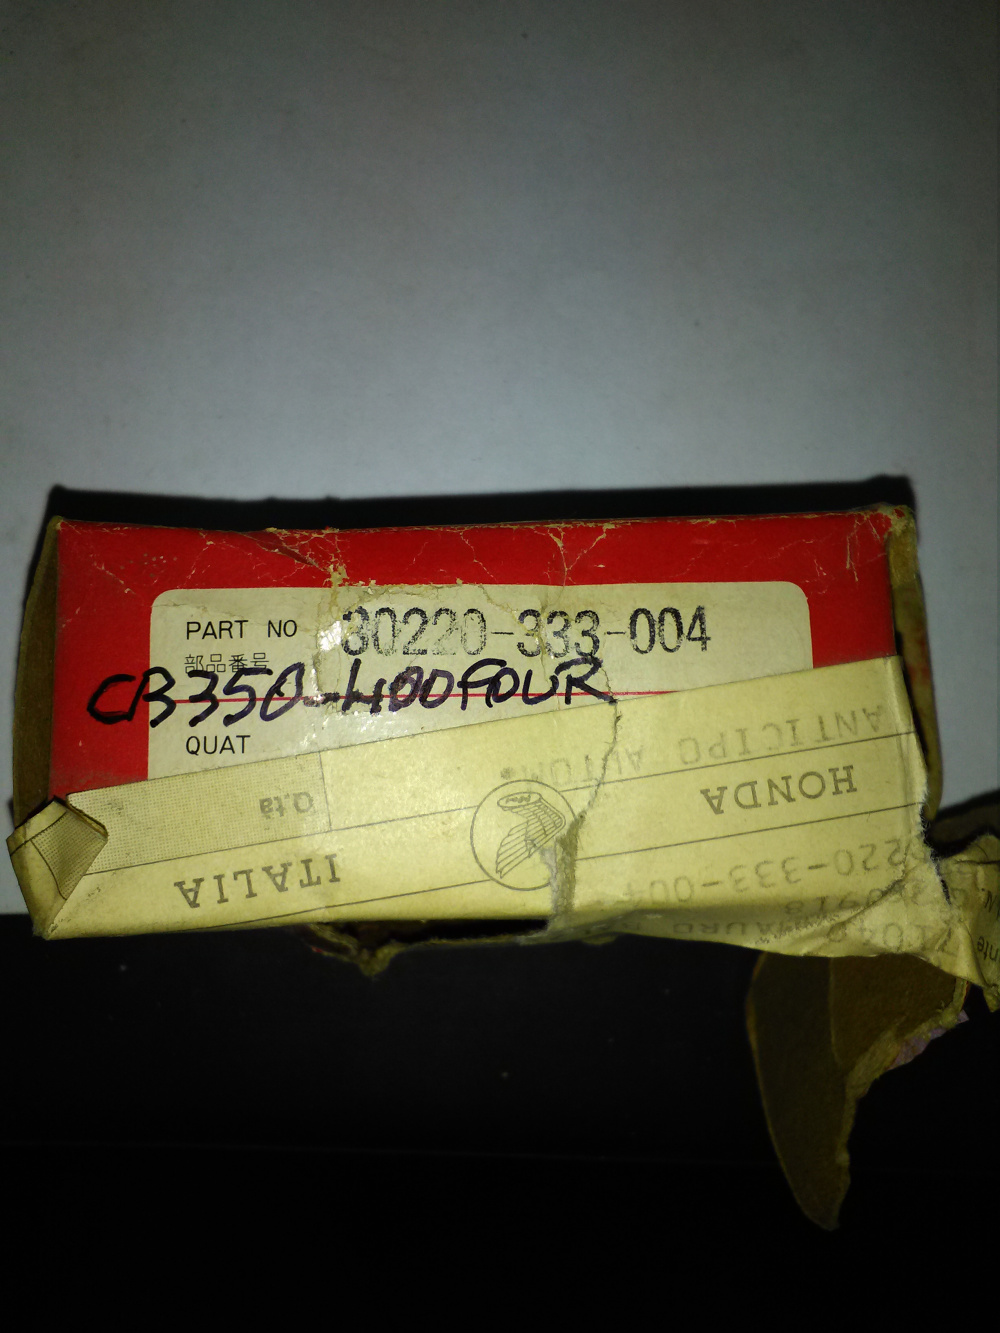 PART NO 30220-333-004
部品番号
CB350-400FOUR
QUAT
ANTICIPO AUTOM.
Q.tà
HONDA ITALIA
220-333-004